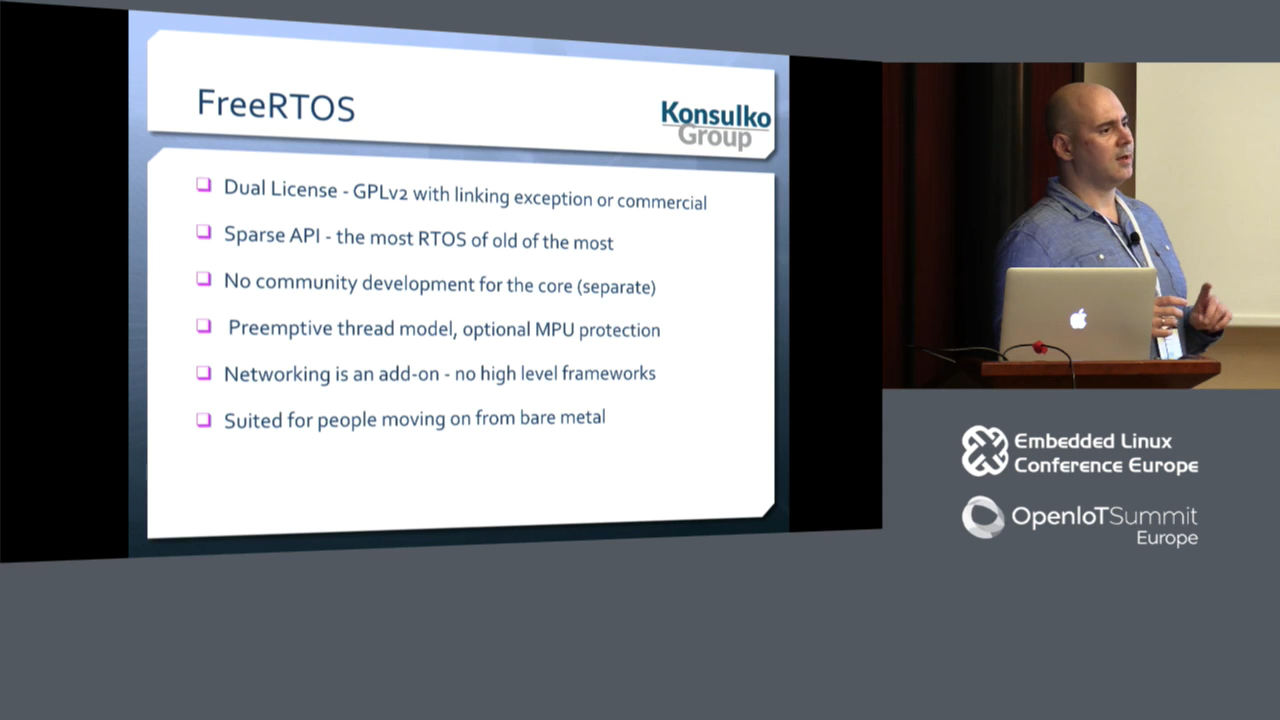 FreeRTOS
Konsulko
Group
Dual License - GPLv2 with linking exception or commercial
Sparse API - the most RTOS of old of the most
No community development for the core (separate)
Preemptive thread model, optional MPU protection
Networking is an add-on - no high level frameworks
Suited for people moving on from bare metal
Embedded Linux
Conference Europe
OpenIoTSummit
Europe